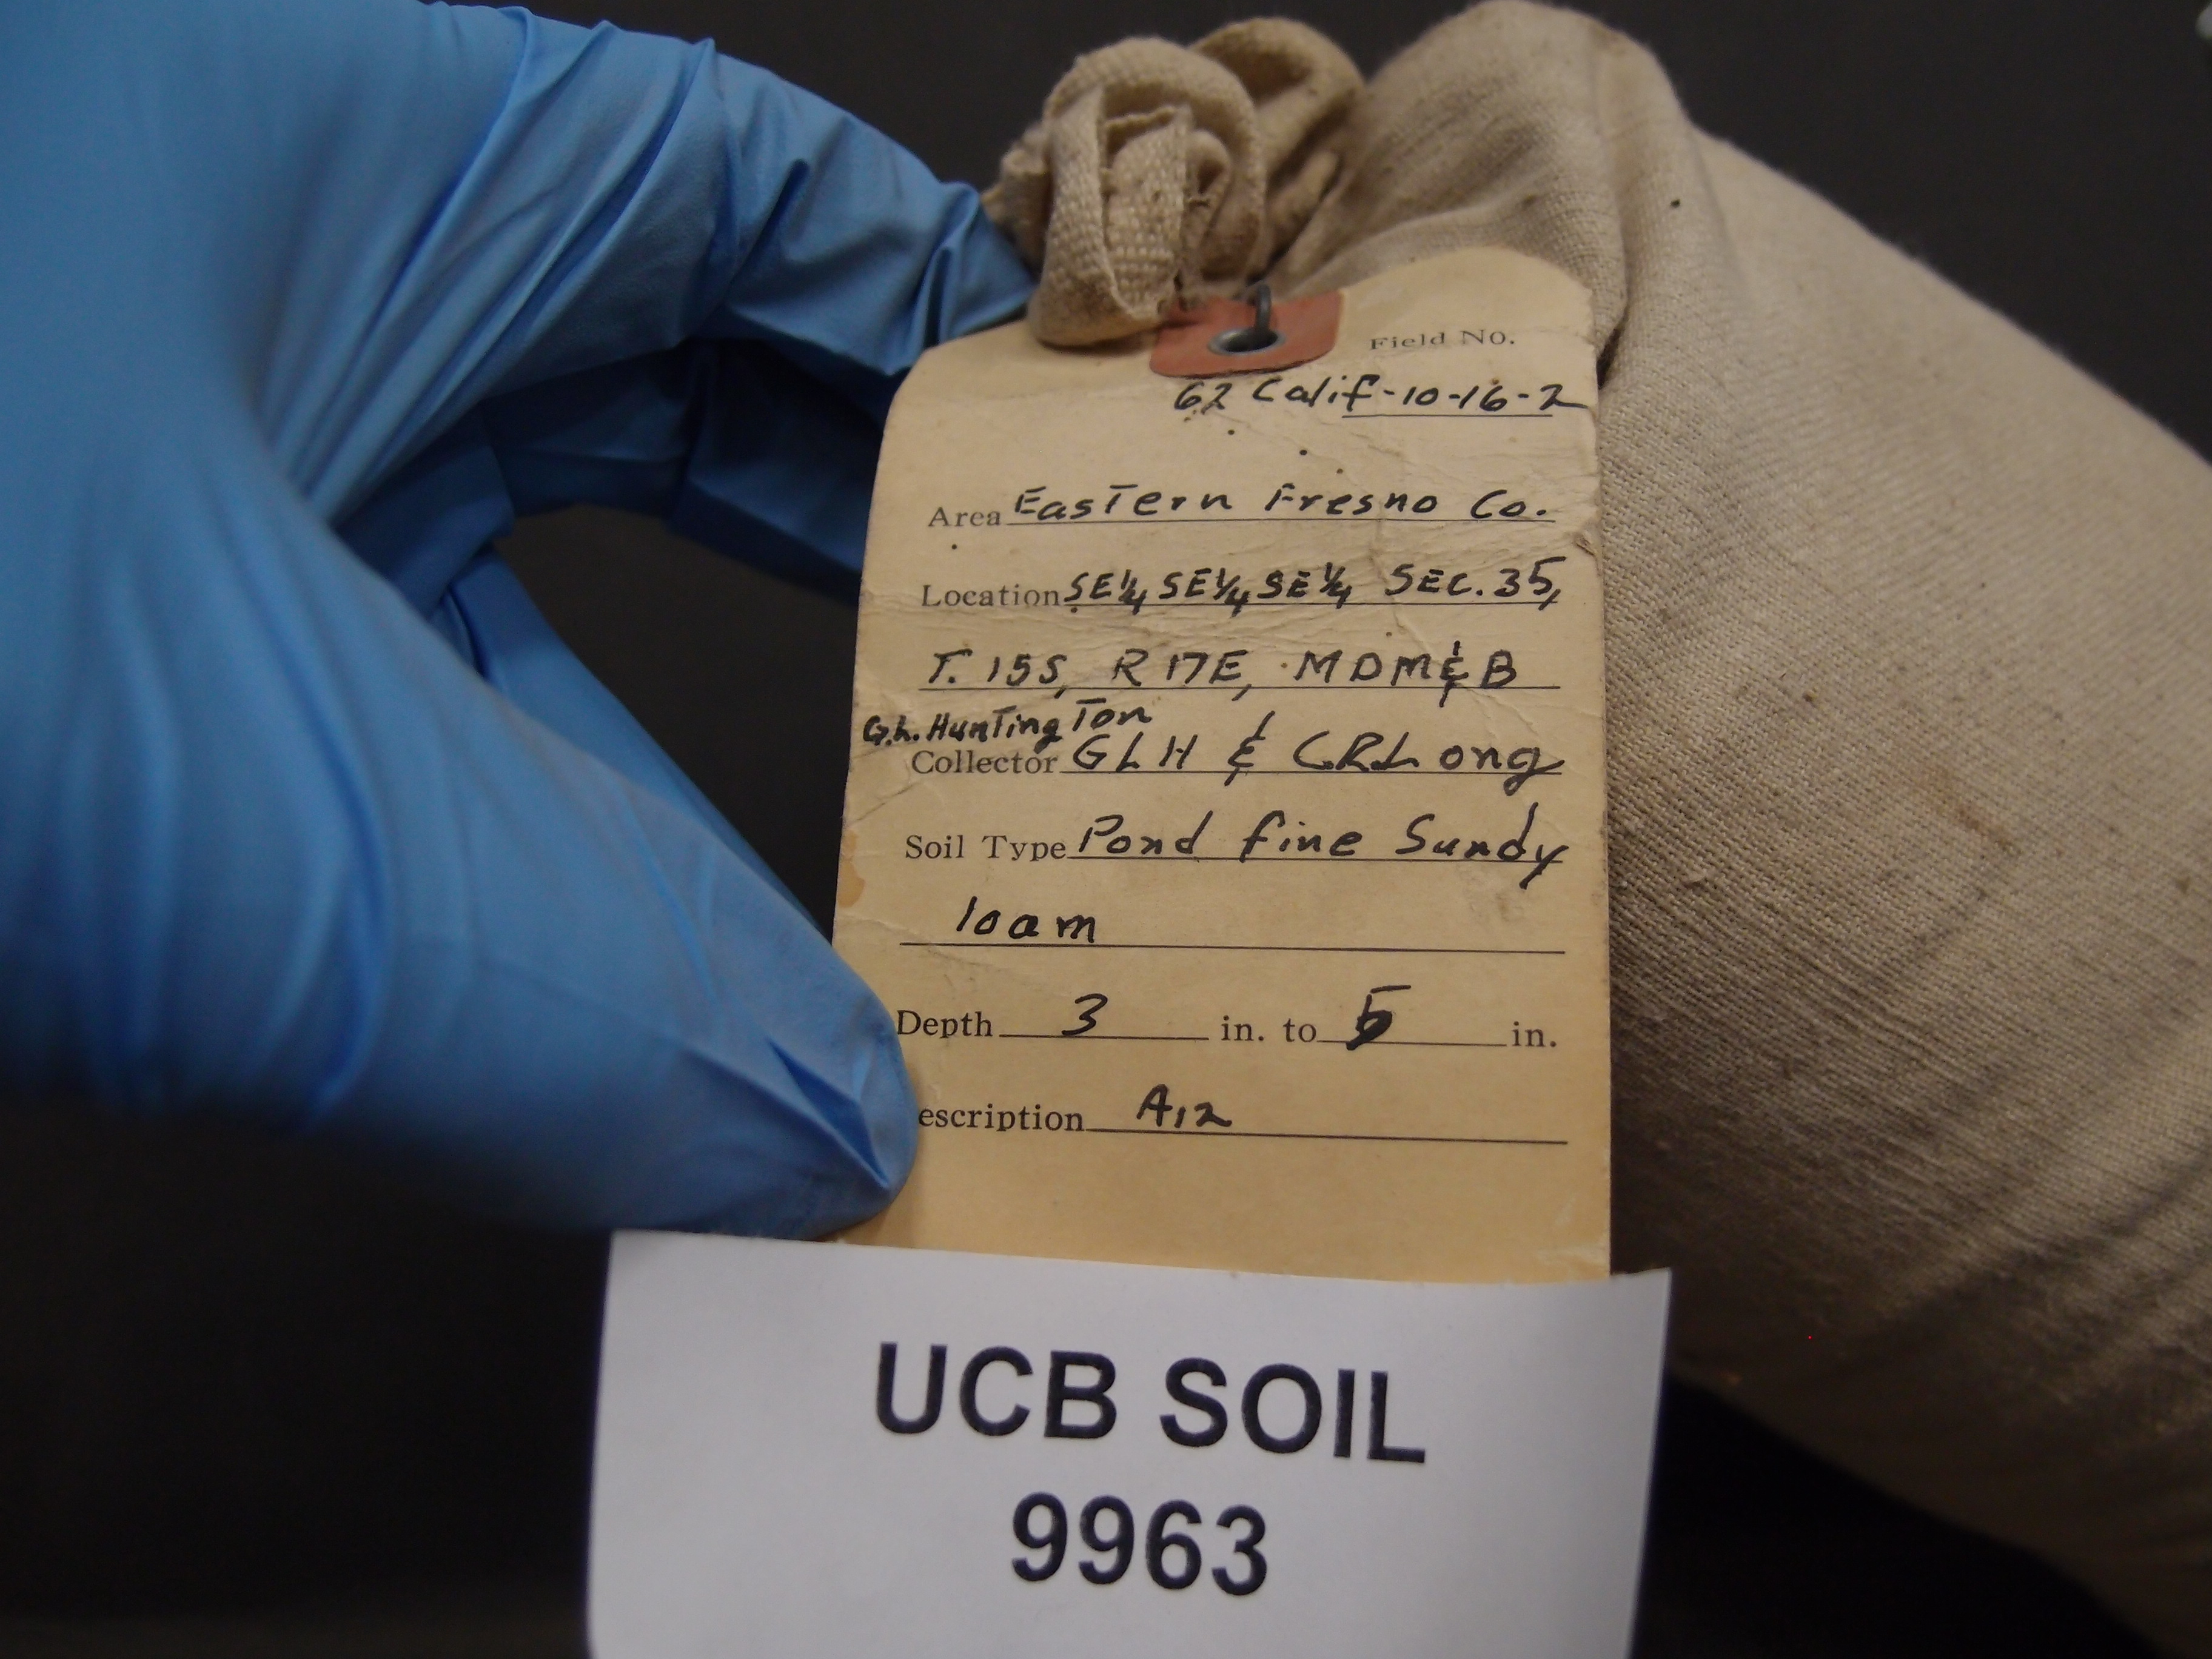 Field No.
62 Calif-10-16-2
Area Eastern Fresno Co.
Location SE¼ SE¼ SE¼ SEC. 35,
T. 15S, R 17E, MDM & B
G.L. Huntington
Collector GLH & C.R.Long
Soil Type Pond fine Sandy
loam
Depth 3 in. to 5 in.
escription A12
UCB SOIL
9963